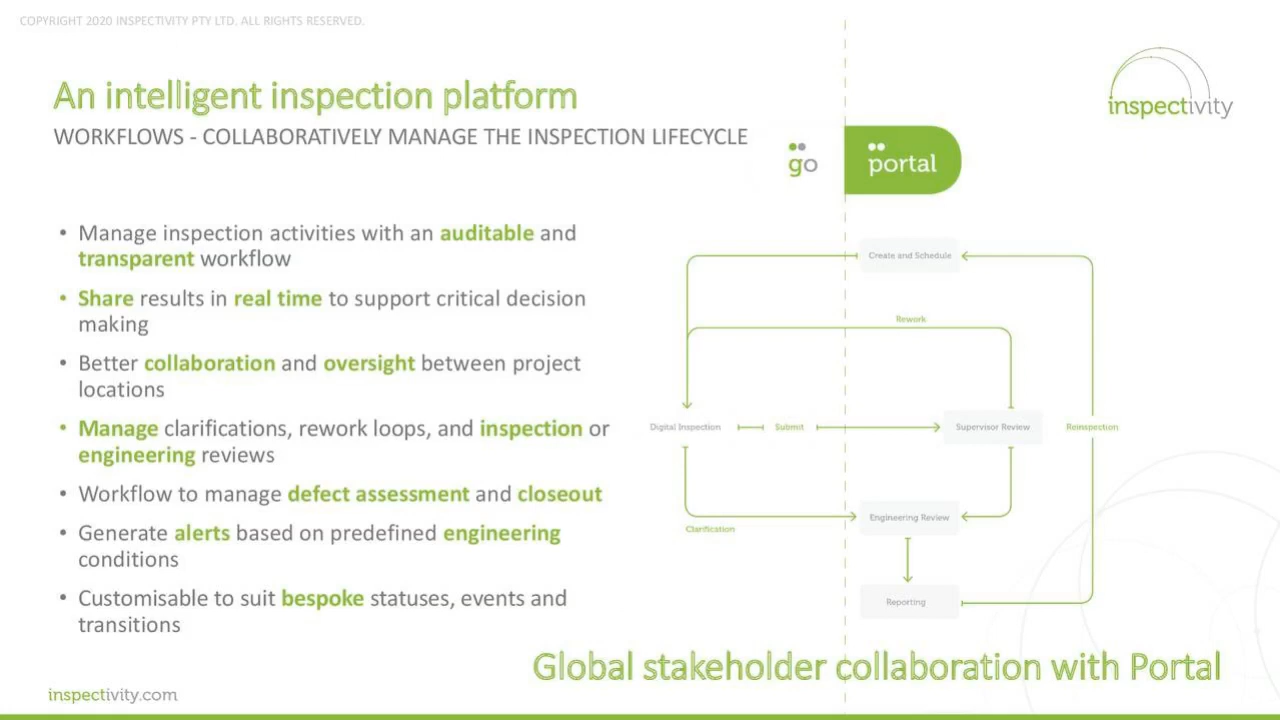 COPYRIGHT 2020 INSPECTIVITY PTY LTD. ALL RIGHTS RESERVED.
inspectivity
An intelligent inspection platform
WORKFLOWS - COLLABORATIVELY MANAGE THE INSPECTION LIFECYCLE
go
portal
• Manage inspection activities with an auditable and
transparent workflow
• Share results in real time to support critical decision
making
• Better collaboration and oversight between project
locations
• Manage clarifications, rework loops, and inspection or
engineering reviews
• Workflow to manage defect assessment and closeout
• Generate alerts based on predefined engineering
conditions
• Customisable to suit bespoke statuses, events and
transitions
Create and Schedule
Rework
Digital Inspection
Submit
Supervisor Review
Reinspection
Engineering Review
Clarification
Reporting
Global stakeholder collaboration with Portal
inspectivity.com